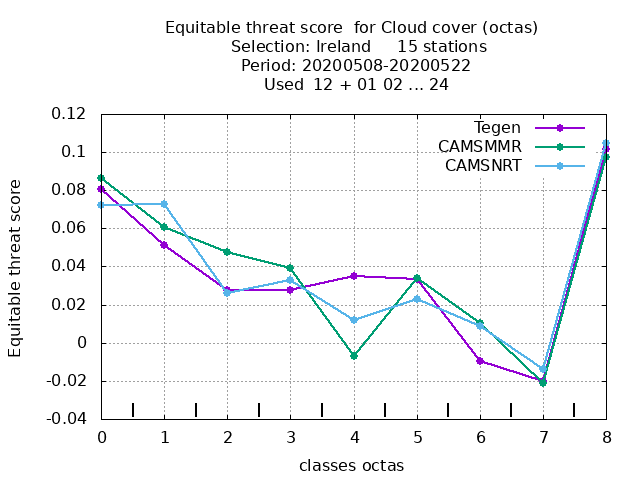 Equitable threat score  for Cloud cover (octas)
Selection: Ireland     15 stations
Period: 20200508-20200522
Used  12 + 01 02 ... 24
Tegen
CAMSMMR
CAMSNRT
Equitable threat score
0.12
0.1
0.08
0.06
0.04
0.02
0
-0.02
-0.04
0 1 2 3 4 5 6 7 8
classes octas